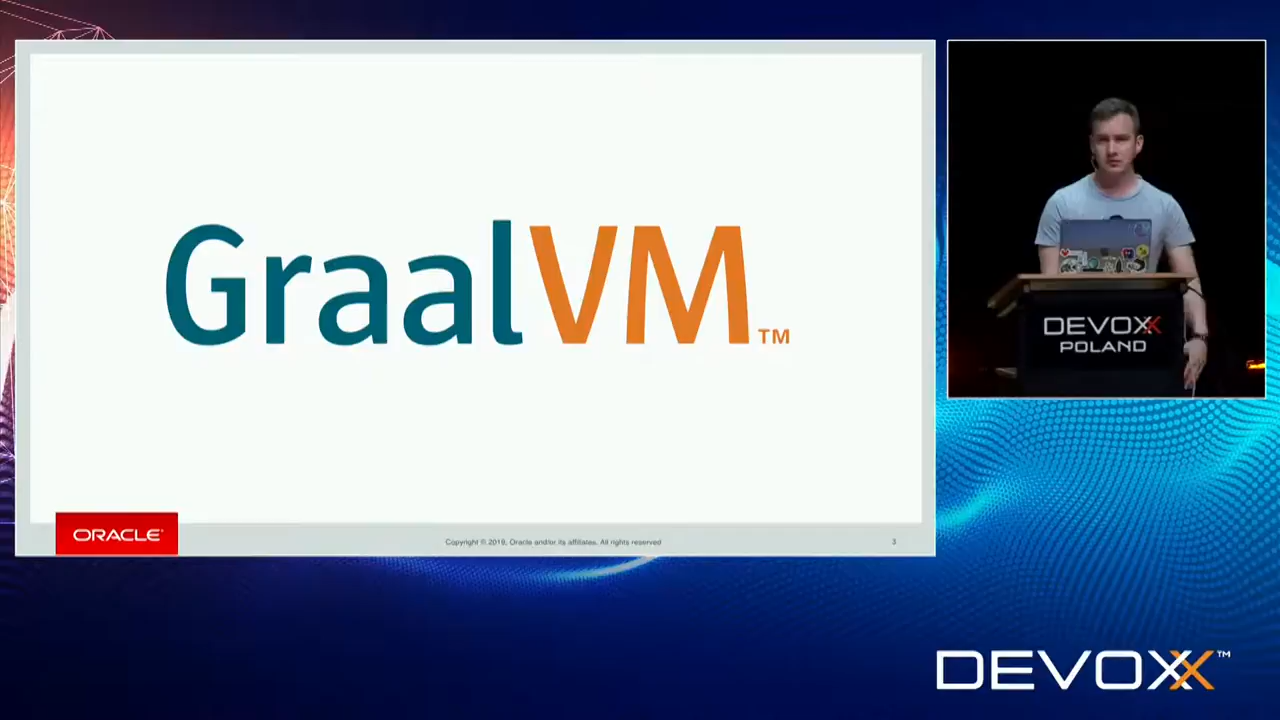 GraalVM™
ORACLE®
Copyright © 2019, Oracle and/or its affiliates. All rights reserved
3
DEVOXX
POLAND
DEVOXX™